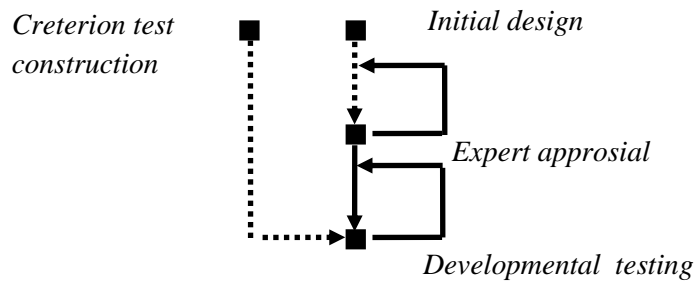 Creterion test
construction
Initial design
Expert approsial
Developmental testing